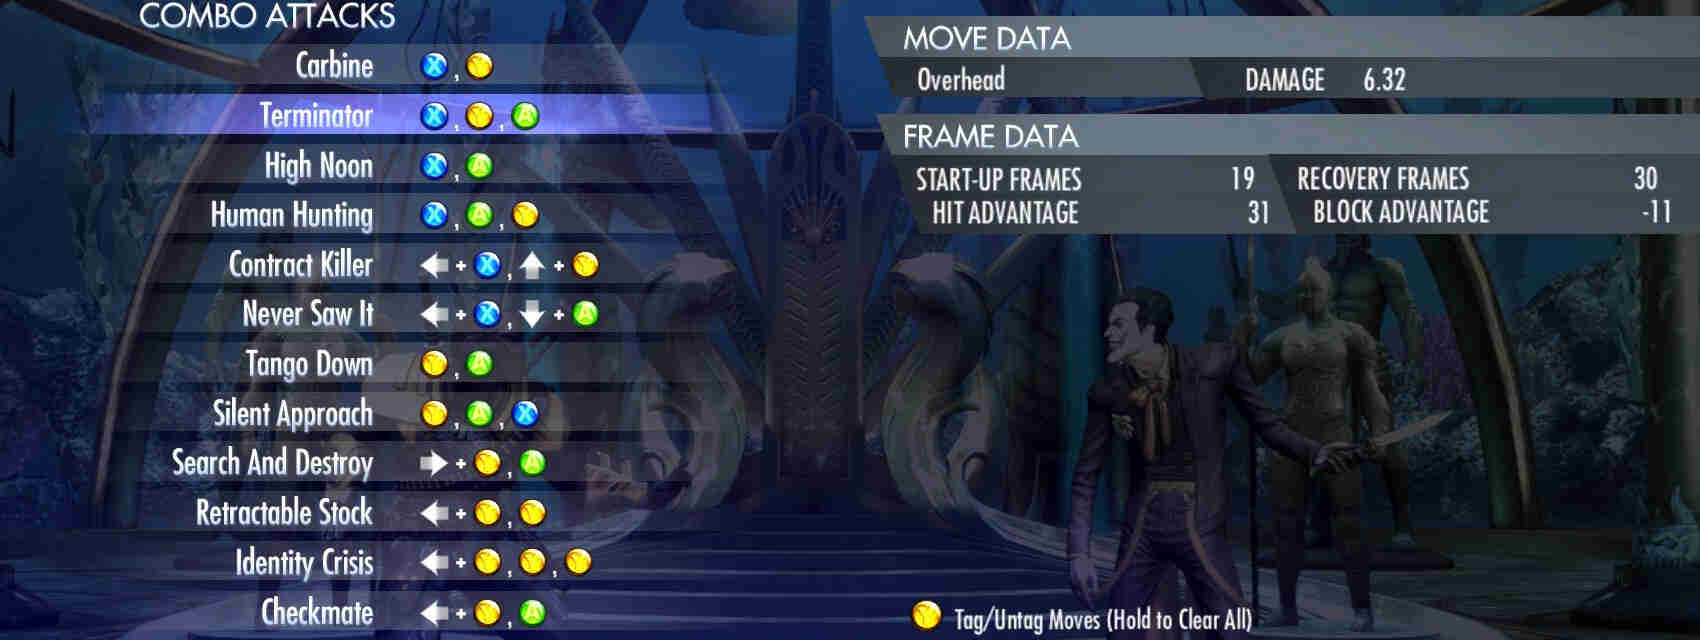 COMBO ATTACKS
Carbine X , Y
Terminator X , Y , A
High Noon X , A
Human Hunting X , A , Y
Contract Killer ← + X , ↑ + Y
Never Saw It ← + X , ↓ + A
Tango Down Y , A
Silent Approach Y , A , X
Search And Destroy → + Y , A
Retractable Stock ← + Y , Y
Identity Crisis ← + Y , Y , Y
Checkmate ← + Y , A
MOVE DATA
Overhead DAMAGE 6.32
FRAME DATA
START-UP FRAMES 19 RECOVERY FRAMES 30
HIT ADVANTAGE 31 BLOCK ADVANTAGE -11
Y Tag/Untag Moves (Hold to Clear All)